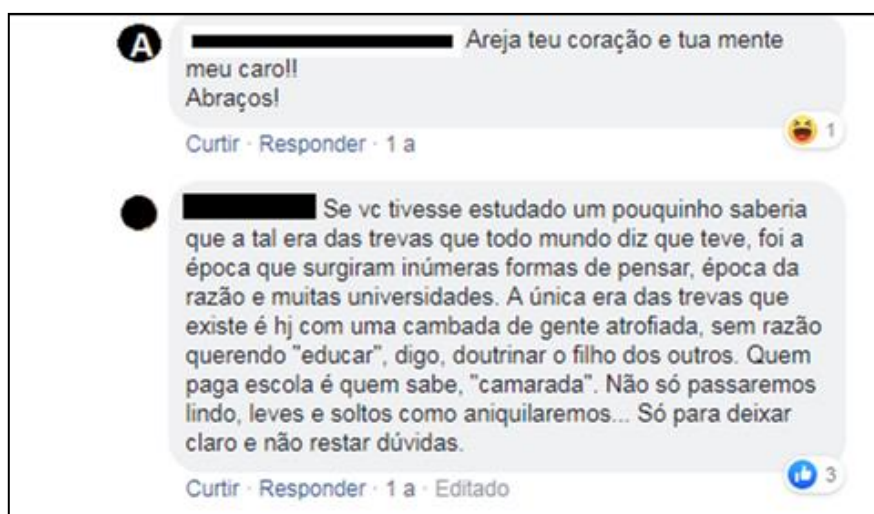 A Areja teu coração e tua mente
meu caro!!
Abraços!
1
Curtir · Responder · 1 a
Se vc tivesse estudado um pouquinho saberia
que a tal era das trevas que todo mundo diz que teve, foi a
época que surgiram inúmeras formas de pensar, época da
razão e muitas universidades. A única era das trevas que
existe é hj com uma cambada de gente atrofiada, sem razão
querendo "educar", digo, doutrinar o filho dos outros. Quem
paga escola é quem sabe, "camarada". Não só passaremos
lindo, leves e soltos como aniquilaremos... Só para deixar
claro e não restar dúvidas.
3
Curtir · Responder · 1 a · Editado